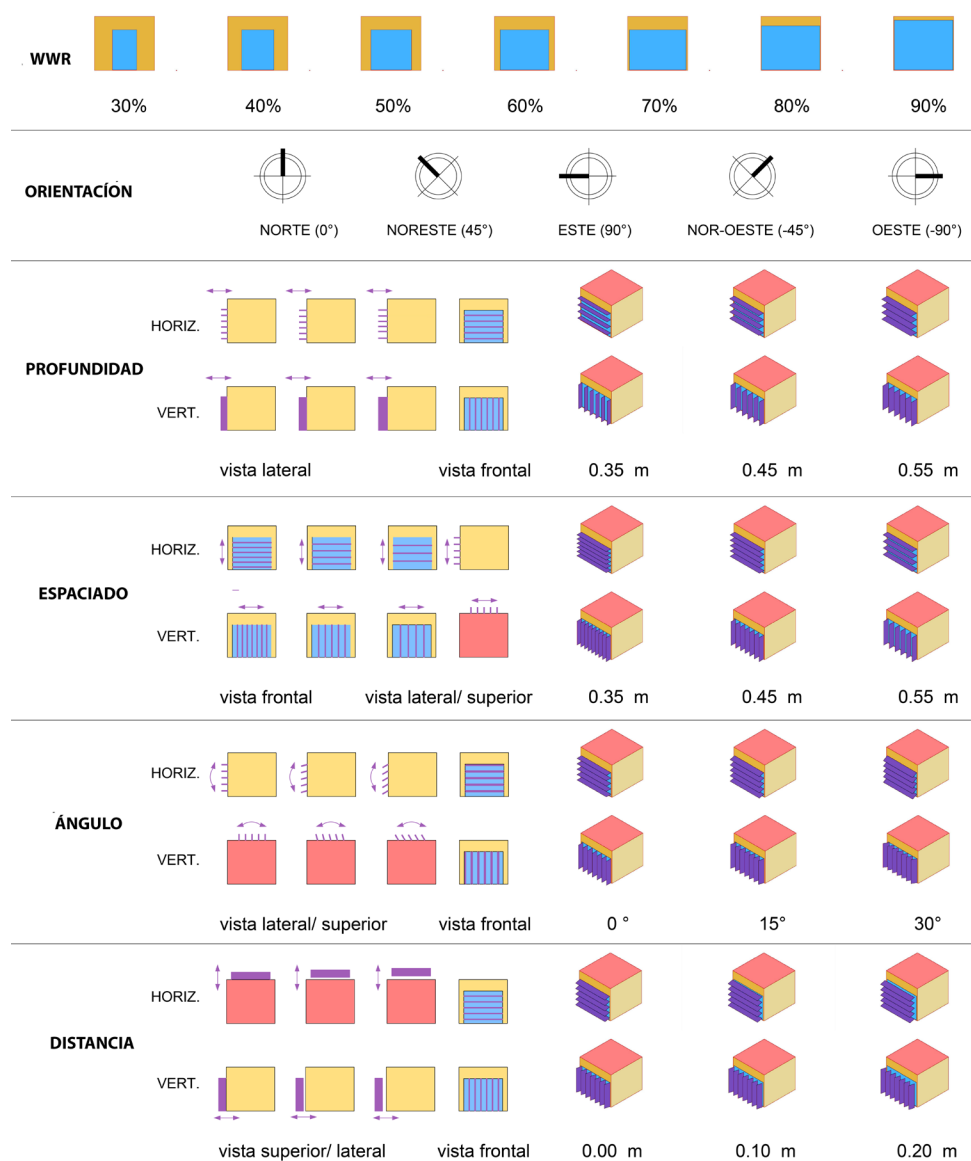 WWR
30% 40% 50% 60% 70% 80% 90%
ORIENTACÍON
NORTE (0°) NORESTE (45°) ESTE (90°) NOR-OESTE (-45°) OESTE (-90°)
HORIZ.
PROFUNDIDAD
VERT.
vista lateral vista frontal 0.35 m 0.45 m 0.55 m
HORIZ.
ESPACIADO
VERT.
vista frontal vista lateral/ superior 0.35 m 0.45 m 0.55 m
HORIZ.
ÁNGULO
VERT.
vista lateral/ superior vista frontal 0 ° 15° 30°
HORIZ.
DISTANCIA
VERT.
vista superior/ lateral vista frontal 0.00 m 0.10 m 0.20 m